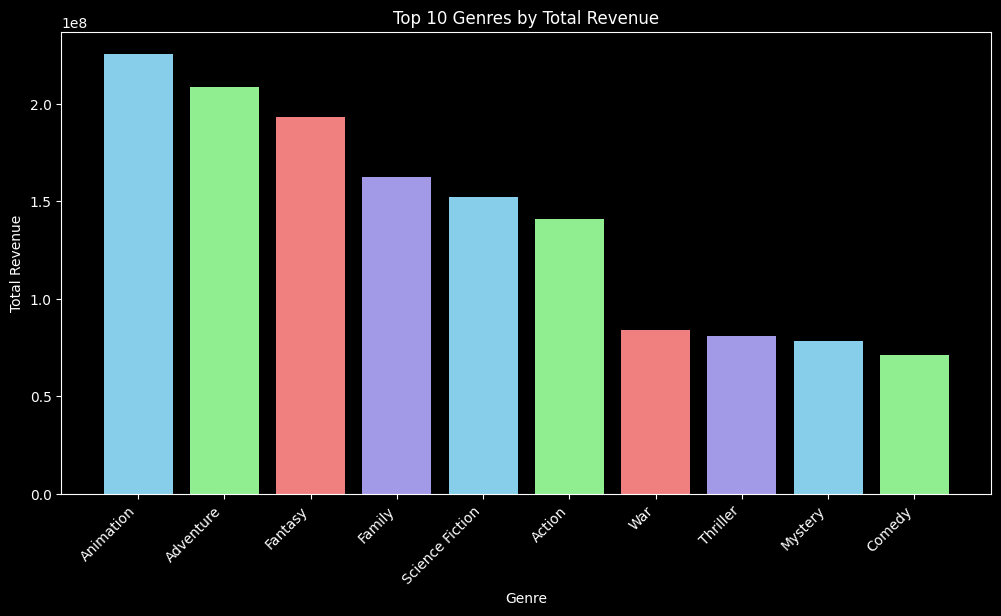 Top 10 Genres by Total Revenue
1e8
2.0
1.5
1.0
0.5
0.0
Total Revenue
Animation
Adventure
Fantasy
Family
Science Fiction
Action
War
Thriller
Mystery
Comedy
Genre